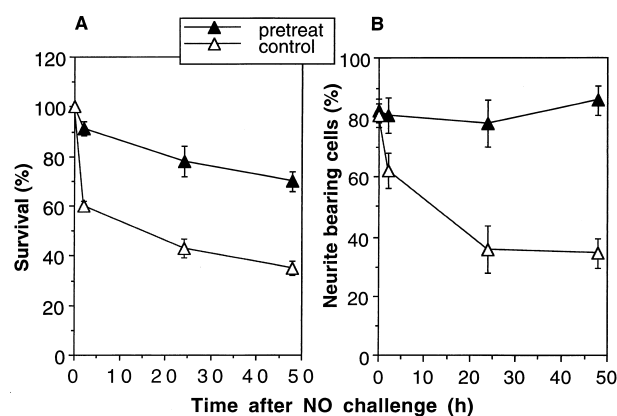 A
B
pretreat
control
Survival (%)
120
100
80
60
40
20
0
0 10 20 30 40 50
Neurite bearing cells (%)
100
80
60
40
20
0
0 10 20 30 40 50
Time after NO challenge (h)